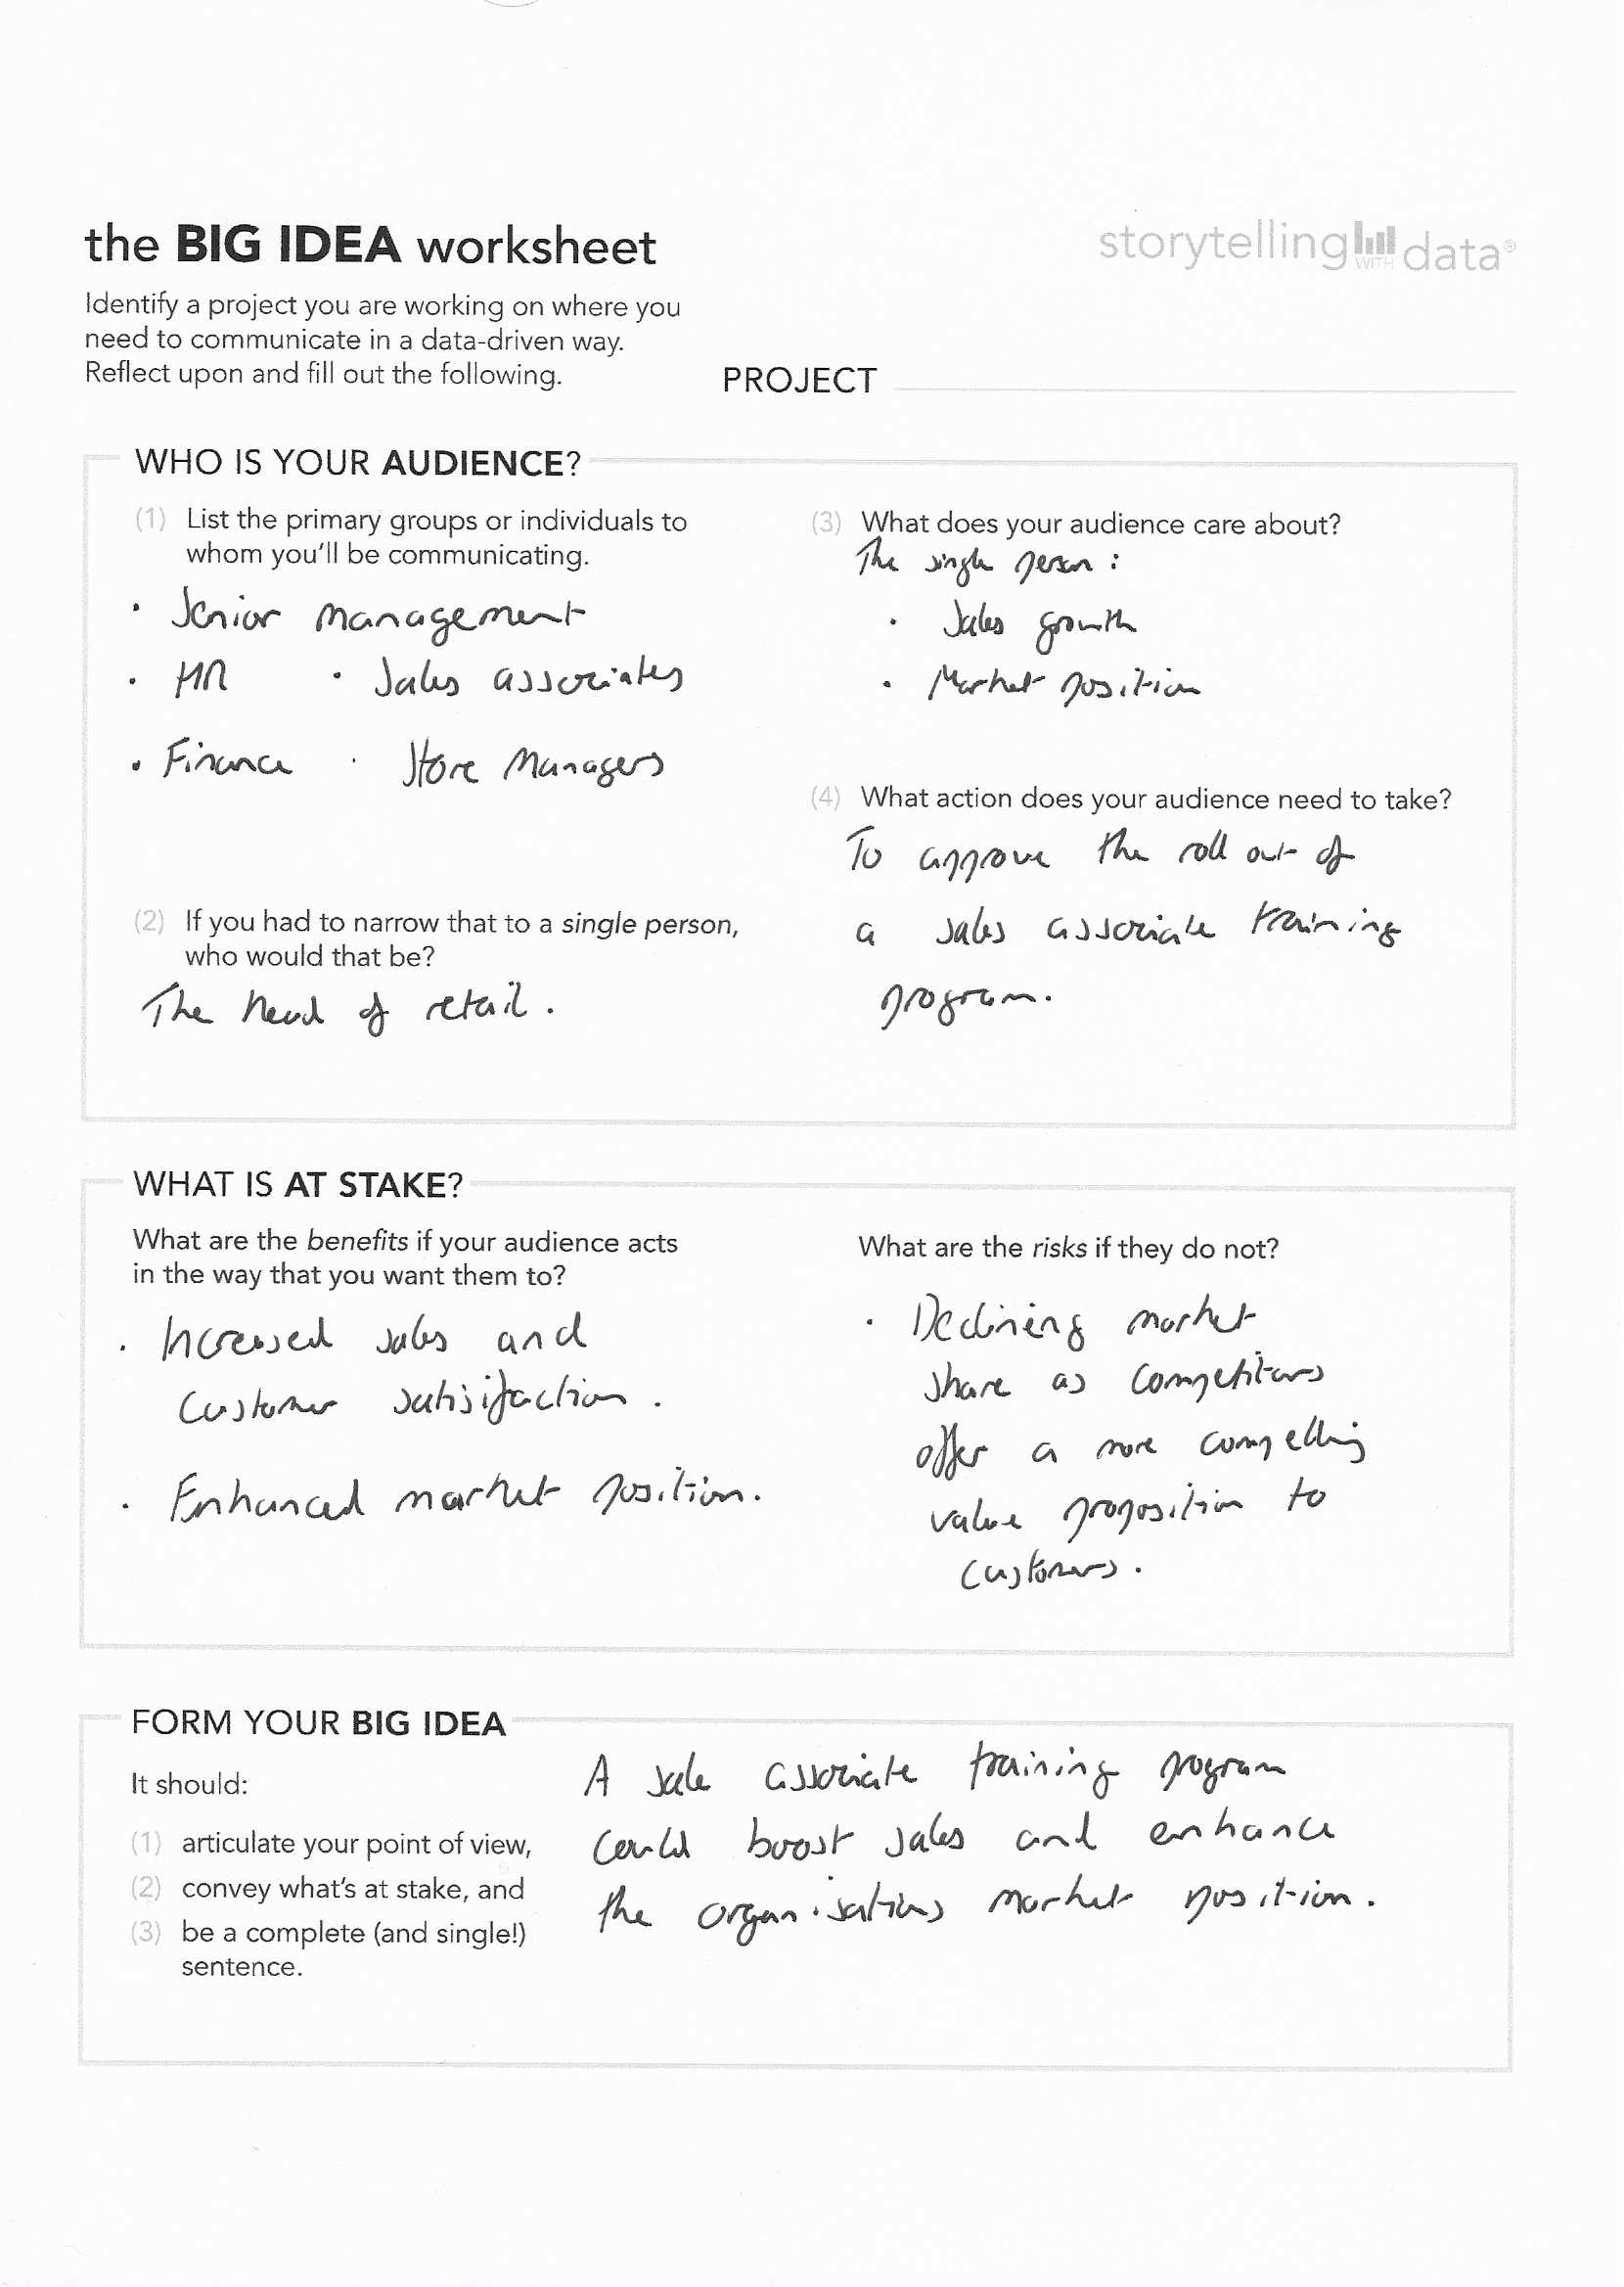 the BIG IDEA worksheet
storytelling WITH data®
Identify a project you are working on where you
need to communicate in a data-driven way.
Reflect upon and fill out the following.
PROJECT
WHO IS YOUR AUDIENCE?
(1) List the primary groups or individuals to
whom you'll be communicating.
• Senior management
• HR • Sales associates
• Finance • Store Managers
(2) If you had to narrow that to a single person,
who would that be?
The head of retail.
(3) What does your audience care about?
The single person:
• Sales growth
• Market position
(4) What action does your audience need to take?
To approve the roll out of
a sales associate training
program.
WHAT IS AT STAKE?
What are the benefits if your audience acts
in the way that you want them to?
• Increased sales and
customer satisifaction.
• Enhanced market position.
What are the risks if they do not?
• Declining market
share as competitors
offer a more compelling
value proposition to
customers.
FORM YOUR BIG IDEA
It should:
(1) articulate your point of view,
(2) convey what's at stake, and
(3) be a complete (and single!)
sentence.
A sale associate training program
could boost sales and enhance
the organisations market position.